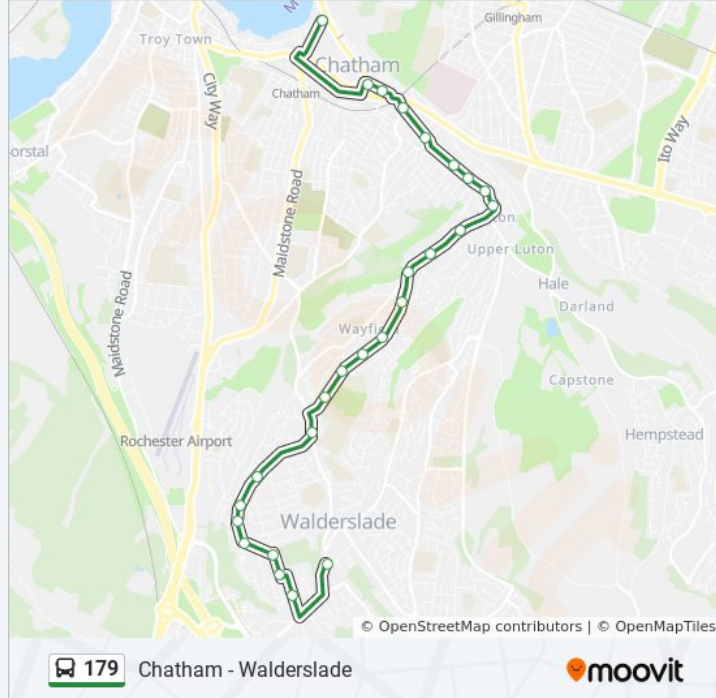 M
Gillingham
Troy Town
Chatham
City Way
Chatham
Ito Way
orstal
Maidstone Road
ton
Upper Luton
Hale
Darland
Maidstone Road
Wayfi
Capstone
Hempstead
Rochester Airport
Walderslade
© OpenStreetMap contributors | © OpenMapTiles
179 Chatham - Walderslade
moovit